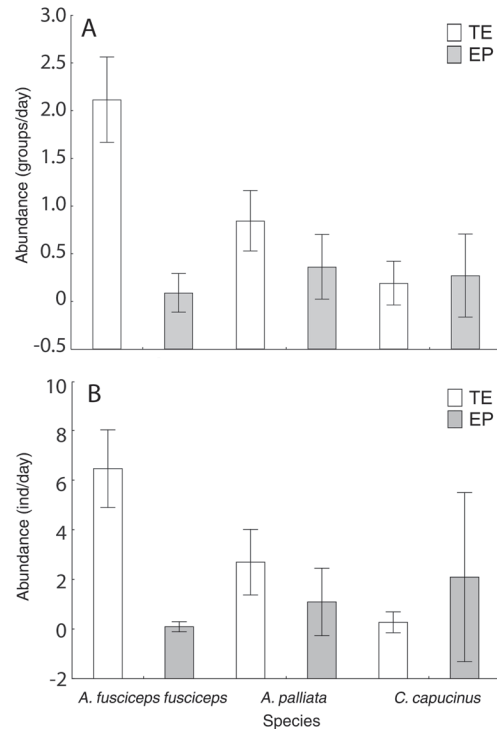 A
TE
EP
Abundance (groups/day)
3.0
2.5
2.0
1.5
1.0
0.5
0
-0.5
B
TE
EP
Abundance (ind/day)
10
8
6
4
2
0
-2
A. fusciceps fusciceps A. palliata C. capucinus
Species